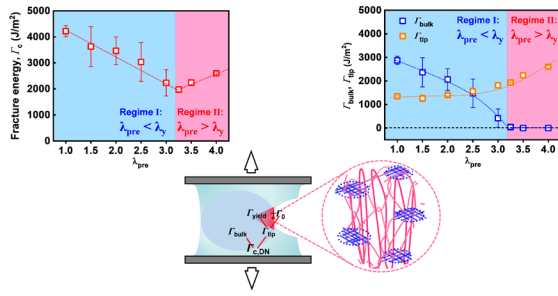 Fracture energy, Γc (J/m²)
5000
4000
3000
2000
1000
0
Regime I:
λpre < λy
Regime II:
λpre > λy
1.0 1.5 2.0 2.5 3.0 3.5 4.0
λpre
Γbulk, Γtip (J/m²)
5000
4000
3000
2000
1000
0
Γbulk
Γtip
Regime I:
λpre < λy
Regime II:
λpre > λy
1.0 1.5 2.0 2.5 3.0 3.5 4.0
λpre
Γyield
Γ0
Γbulk
Γtip
Γc,DN